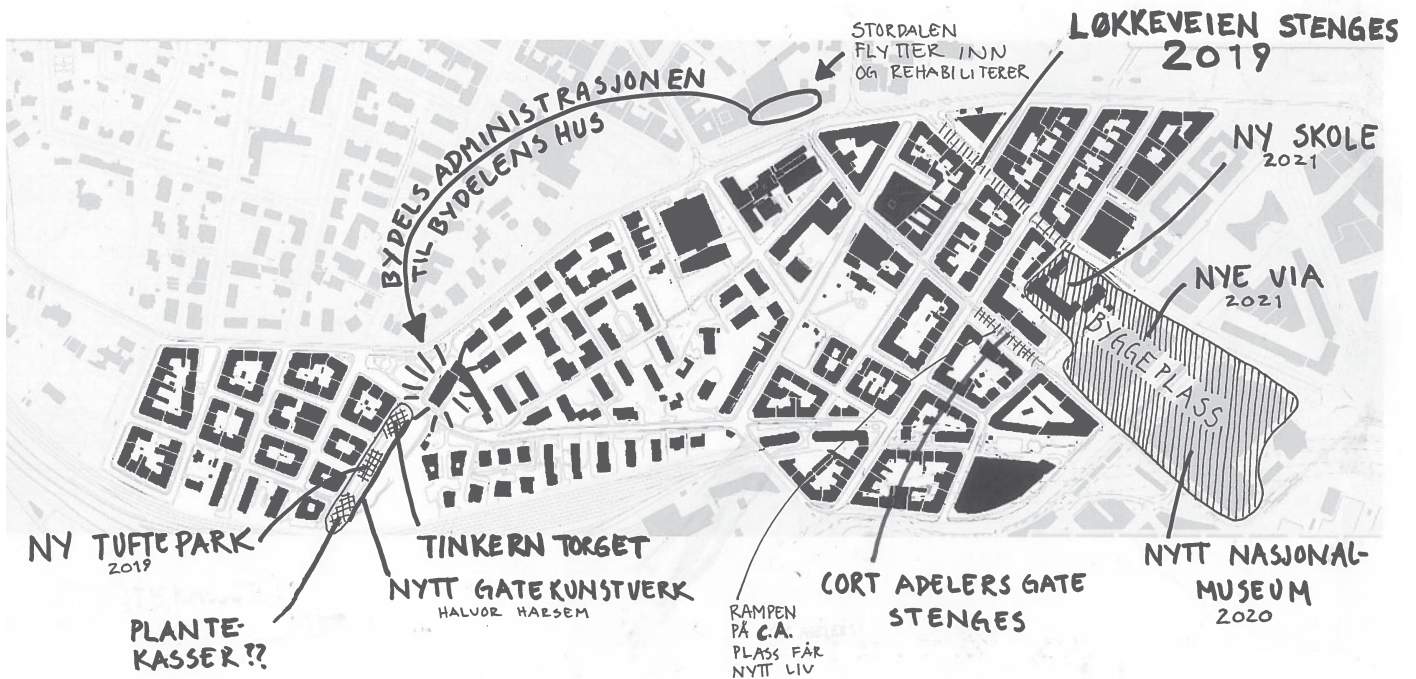 STORDALEN
FLYTTER INN
OG REHABILITERER
LØKKEVEIEN STENGES
2019
BYDELS ADMINISTRASJONEN
TIL BYDELENS HUS
NY SKOLE
2021
NYE VIA
2021
BYGGEPLASS
NY TUFTEPARK
2019
TINKERN TORGET
NYTT GATEKUNSTVERK
HALVOR HARSEM
PLANTE-
KASSER??
RAMPEN
PÅ C.A.
PLASS FÅR
NYTT LIV
CORT ADELERS GATE
STENGES
NYTT NASJONAL-
MUSEUM
2020